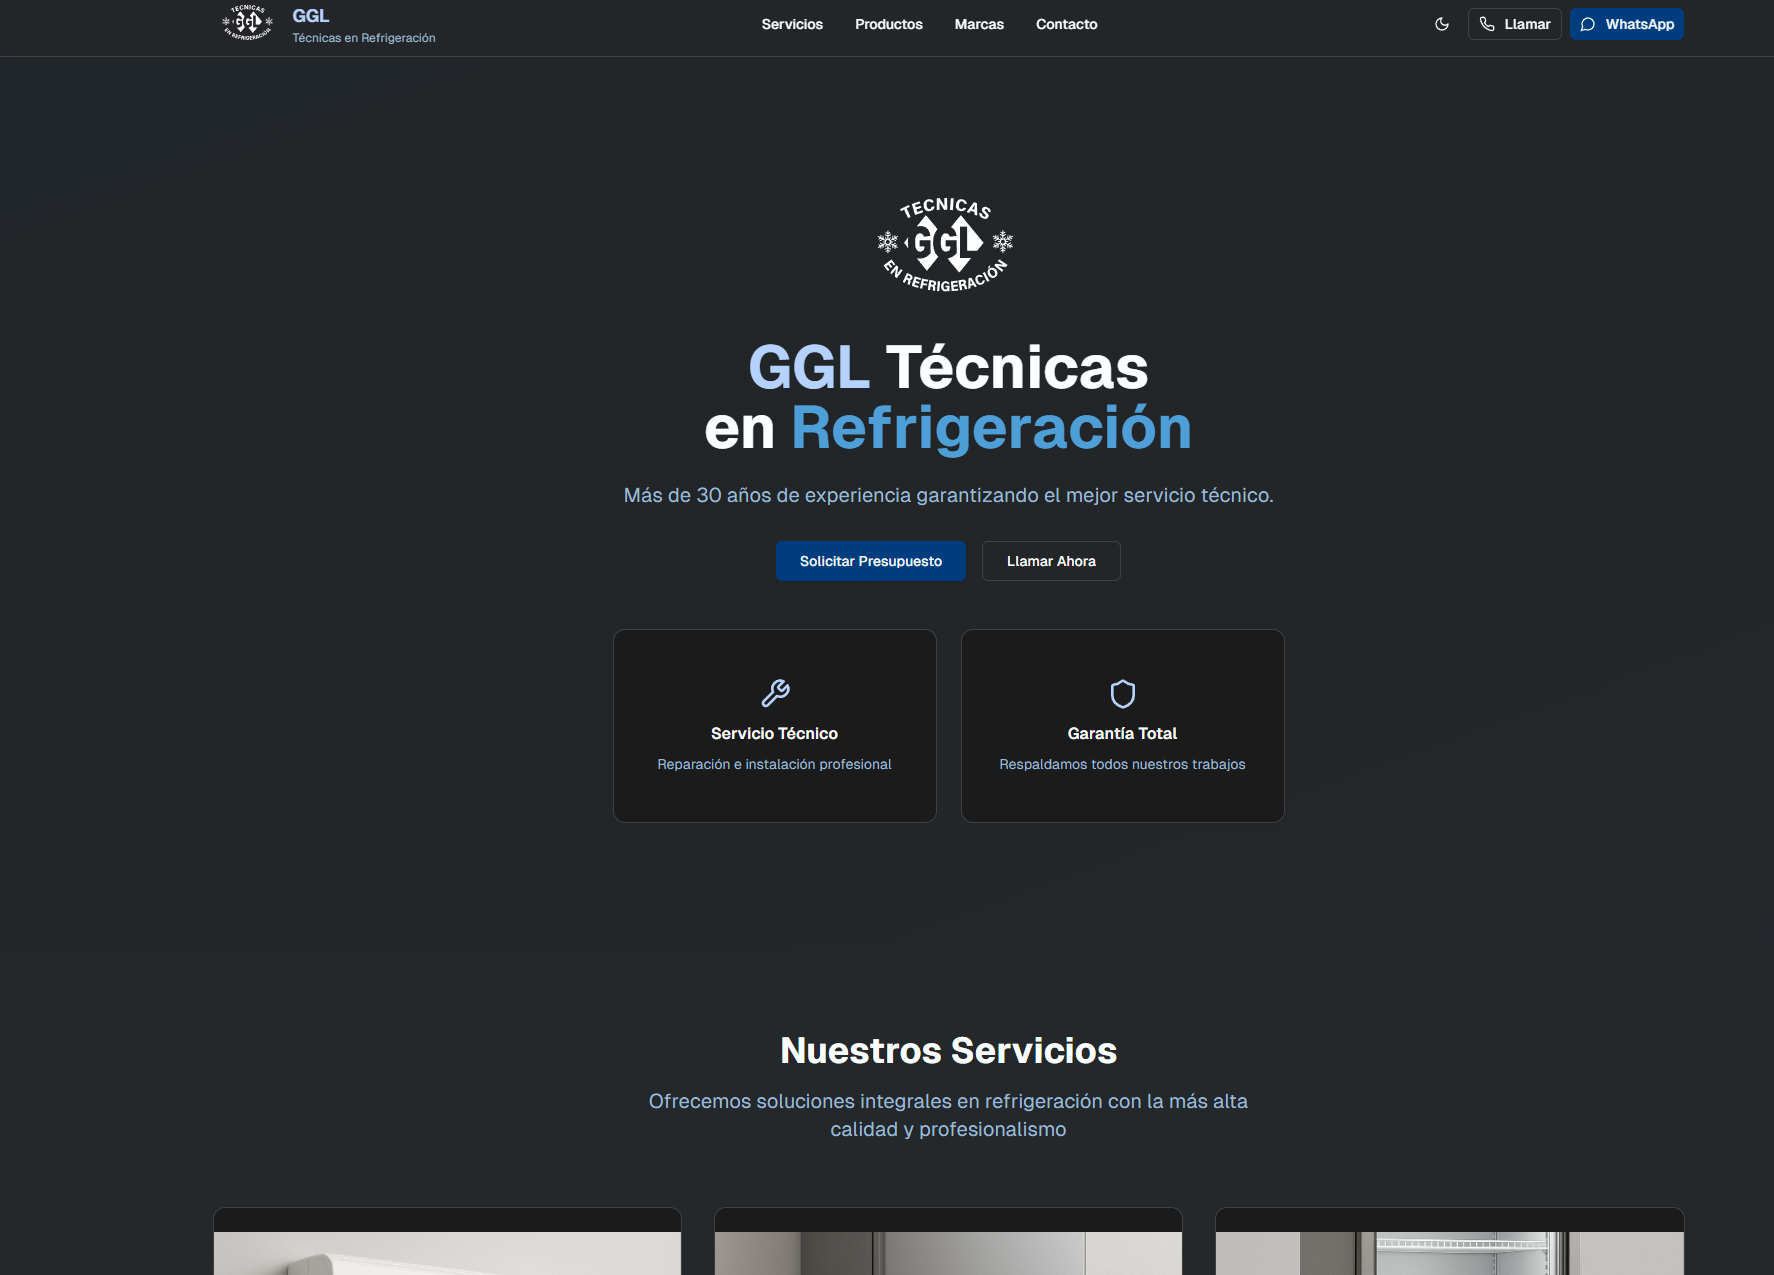 TECNICAS
GGL
EN REFRIGERACIÓN
GGL
Técnicas en Refrigeración
Servicios
Productos
Marcas
Contacto
Llamar
WhatsApp
TECNICAS
GGL
EN REFRIGERACIÓN
GGL Técnicas
en Refrigeración
Más de 30 años de experiencia garantizando el mejor servicio técnico.
Solicitar Presupuesto
Llamar Ahora
Servicio Técnico
Reparación e instalación profesional
Garantía Total
Respaldamos todos nuestros trabajos
Nuestros Servicios
Ofrecemos soluciones integrales en refrigeración con la más alta
calidad y profesionalismo